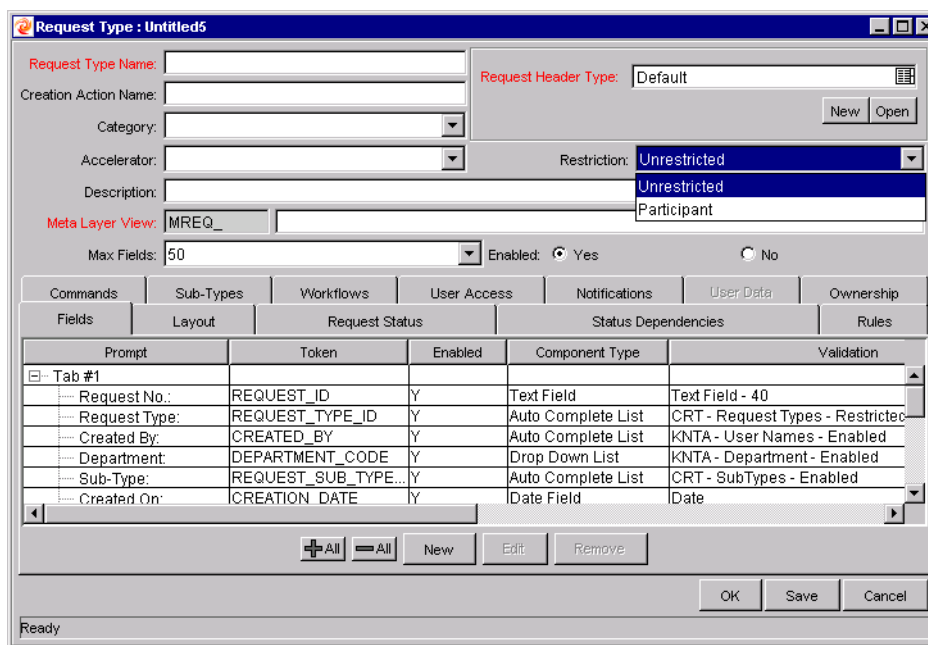 Request Type : Untitled5
Request Type Name:
Request Header Type: Default
Creation Action Name:
New Open
Category:
Accelerator:
Restriction: Unrestricted
Unrestricted
Participant
Description:
Meta Layer View: MREQ_
Max Fields: 50 Enabled: Yes No
Commands Sub-Types Workflows User Access Notifications User Data Ownership
Fields Layout Request Status Status Dependencies Rules
Prompt Token Enabled Component Type Validation
Tab #1
Request No.: REQUEST_ID Y Text Field Text Field - 40
Request Type: REQUEST_TYPE_ID Y Auto Complete List CRT - Request Types - Restricted
Created By: CREATED_BY Y Auto Complete List KNTA - User Names - Enabled
Department: DEPARTMENT_CODE Y Drop Down List KNTA - Department - Enabled
Sub-Type: REQUEST_SUB_TYPE... Y Auto Complete List CRT - SubTypes - Enabled
Created On: CREATION_DATE Y Date Field Date
All All New Edit Remove
OK Save Cancel
Ready